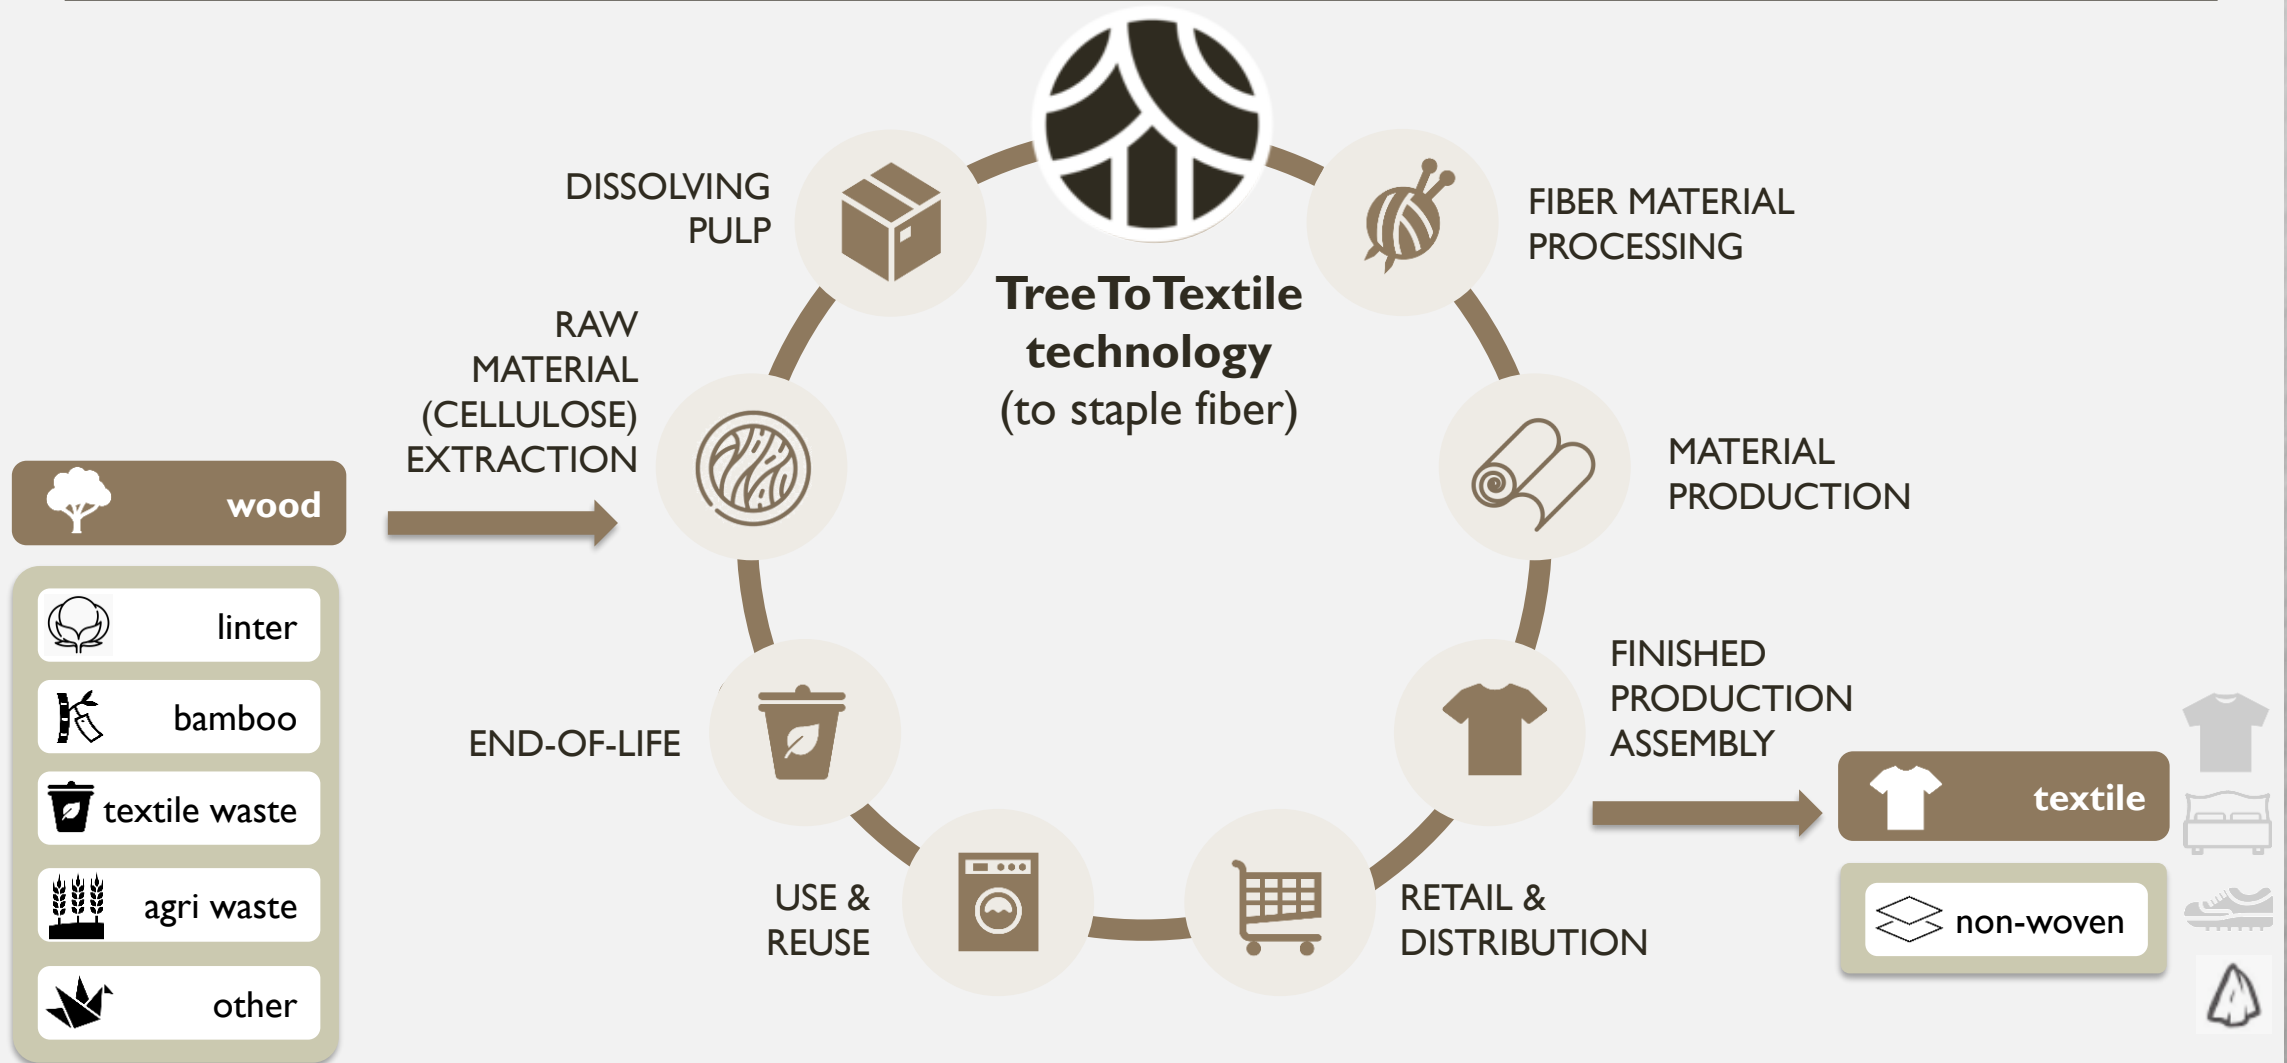 DISSOLVING
PULP
TreeToTextile
technology
(to staple fiber)
FIBER MATERIAL
PROCESSING
RAW
MATERIAL
(CELLULOSE)
EXTRACTION
MATERIAL
PRODUCTION
wood
linter
bamboo
textile waste
agri waste
other
END-OF-LIFE
FINISHED
PRODUCTION
ASSEMBLY
USE &
REUSE
RETAIL &
DISTRIBUTION
textile
non-woven